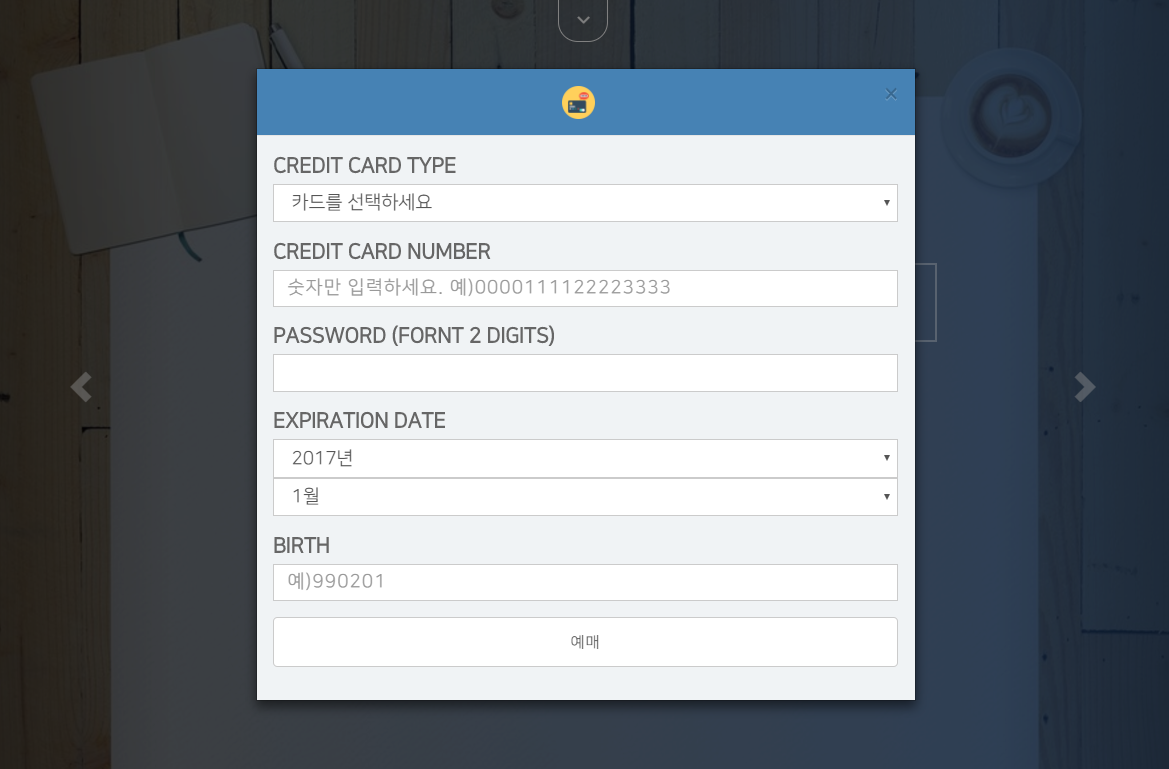 ×
CREDIT CARD TYPE
카드를 선택하세요
CREDIT CARD NUMBER
숫자만 입력하세요. 예)0000111122223333
PASSWORD (FORNT 2 DIGITS)
EXPIRATION DATE
2017년
1월
BIRTH
예)990201
예매